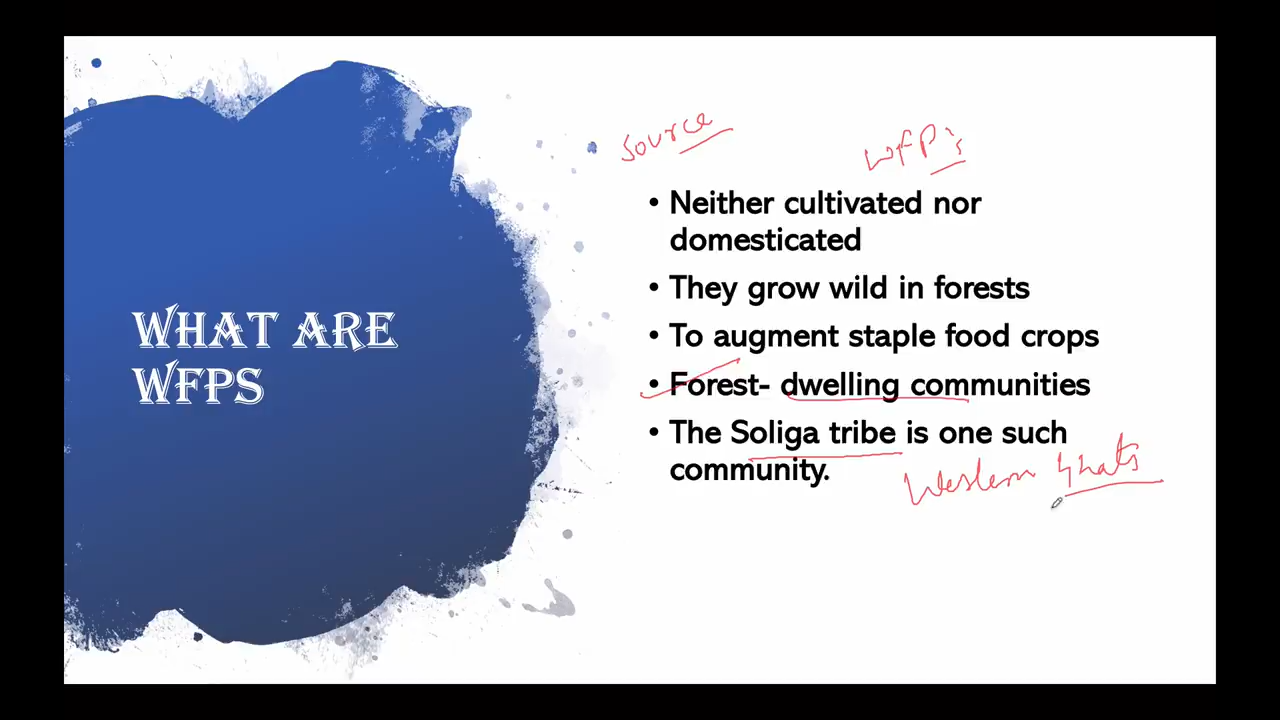 WHAT ARE
WFPS
Source
WFP's
• Neither cultivated nor
domesticated
• They grow wild in forests
• To augment staple food crops
• Forest- dwelling communities
• The Soliga tribe is one such
community.
Western Ghats